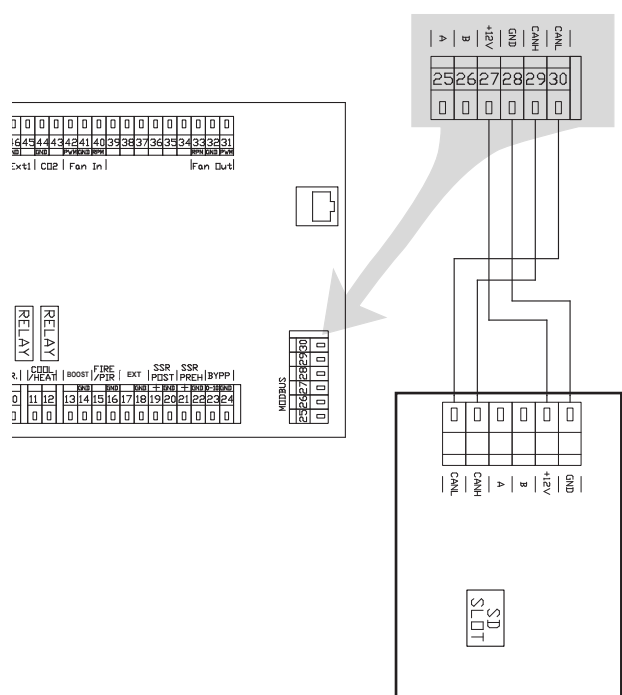 A B +12V GND CANH CANL
25 26 27 28 29 30
45 44 43 42 41 40 39 38 37 36 35 34 33 32 31
GND PWM GND RPM RPM GND PWM
Ext1 CO2 Fan In Fan Out
RELAY RELAY
COOL /HEAT BOOST FIRE /PIR EXT SSR POST SSR PREH BYPP
GND GND GND + GND + GND 0-10 GND
11 12 13 14 15 16 17 18 19 20 21 22 23 24
MODBUS
25 26 27 28 29 30
CANL CANH A B +12V GND
SD
SLOT